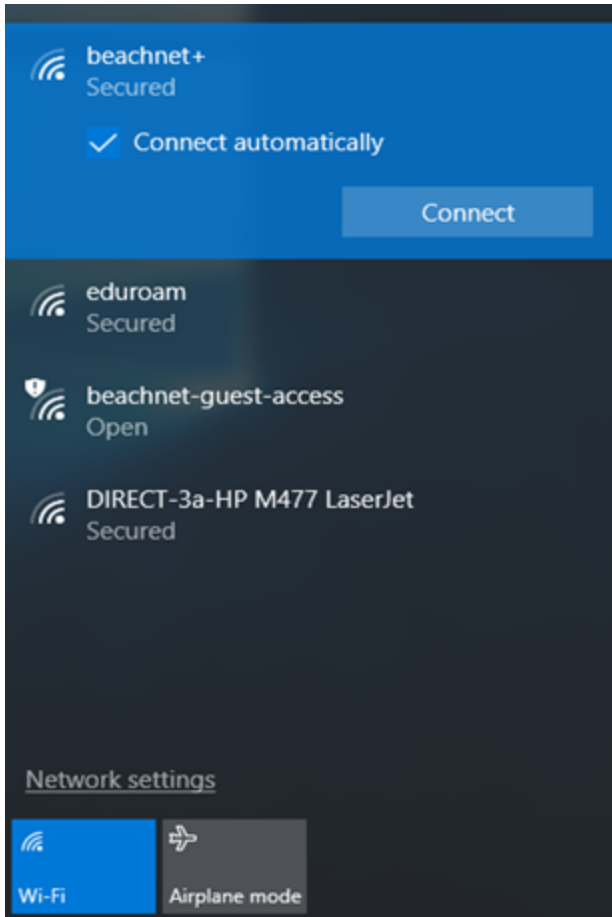 beachnet+
Secured
Connect automatically
Connect
eduroam
Secured
beachnet-guest-access
Open
DIRECT-3a-HP M477 LaserJet
Secured
Network settings
Wi-Fi
Airplane mode